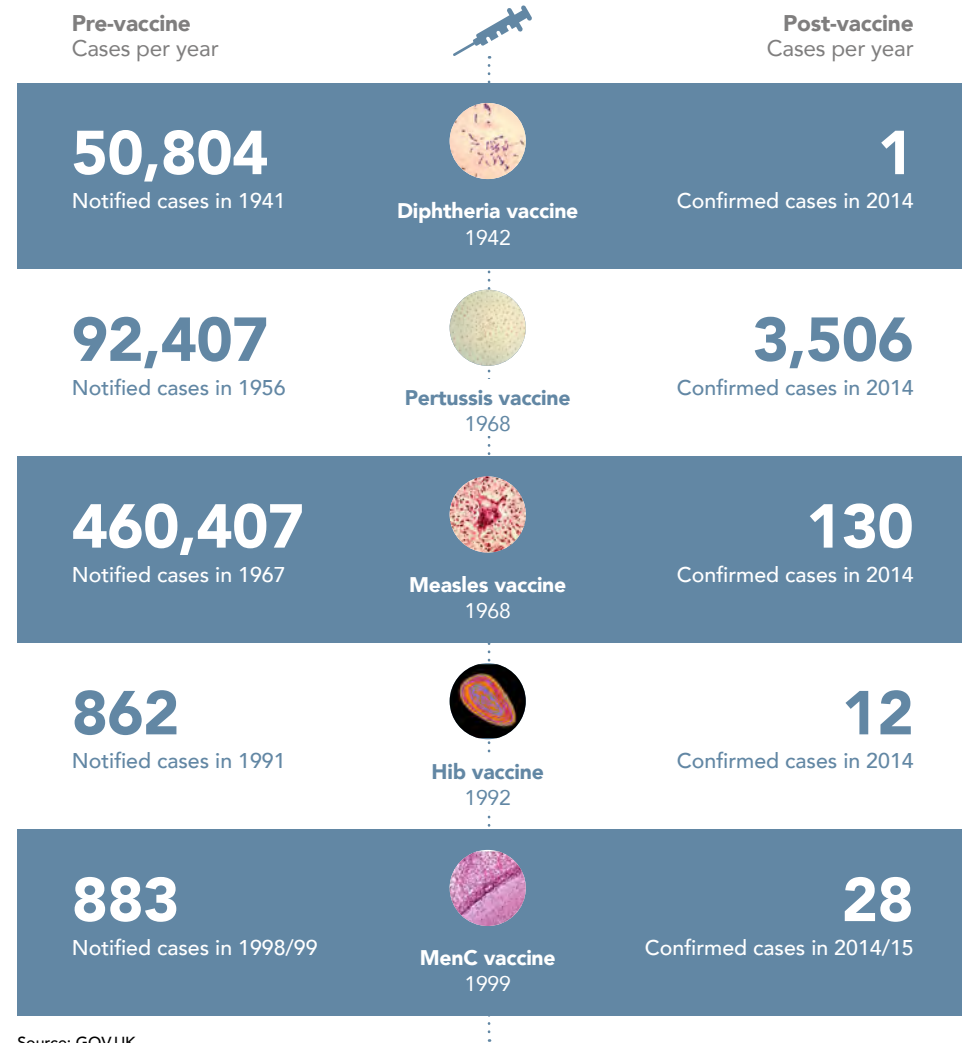 Pre-vaccine
Cases per year
Post-vaccine
Cases per year
50,804
Notified cases in 1941
Diphtheria vaccine
1942
1
Confirmed cases in 2014
92,407
Notified cases in 1956
Pertussis vaccine
1968
3,506
Confirmed cases in 2014
460,407
Notified cases in 1967
Measles vaccine
1968
130
Confirmed cases in 2014
862
Notified cases in 1991
Hib vaccine
1992
12
Confirmed cases in 2014
883
Notified cases in 1998/99
MenC vaccine
1999
28
Confirmed cases in 2014/15
Source: GOV.UK